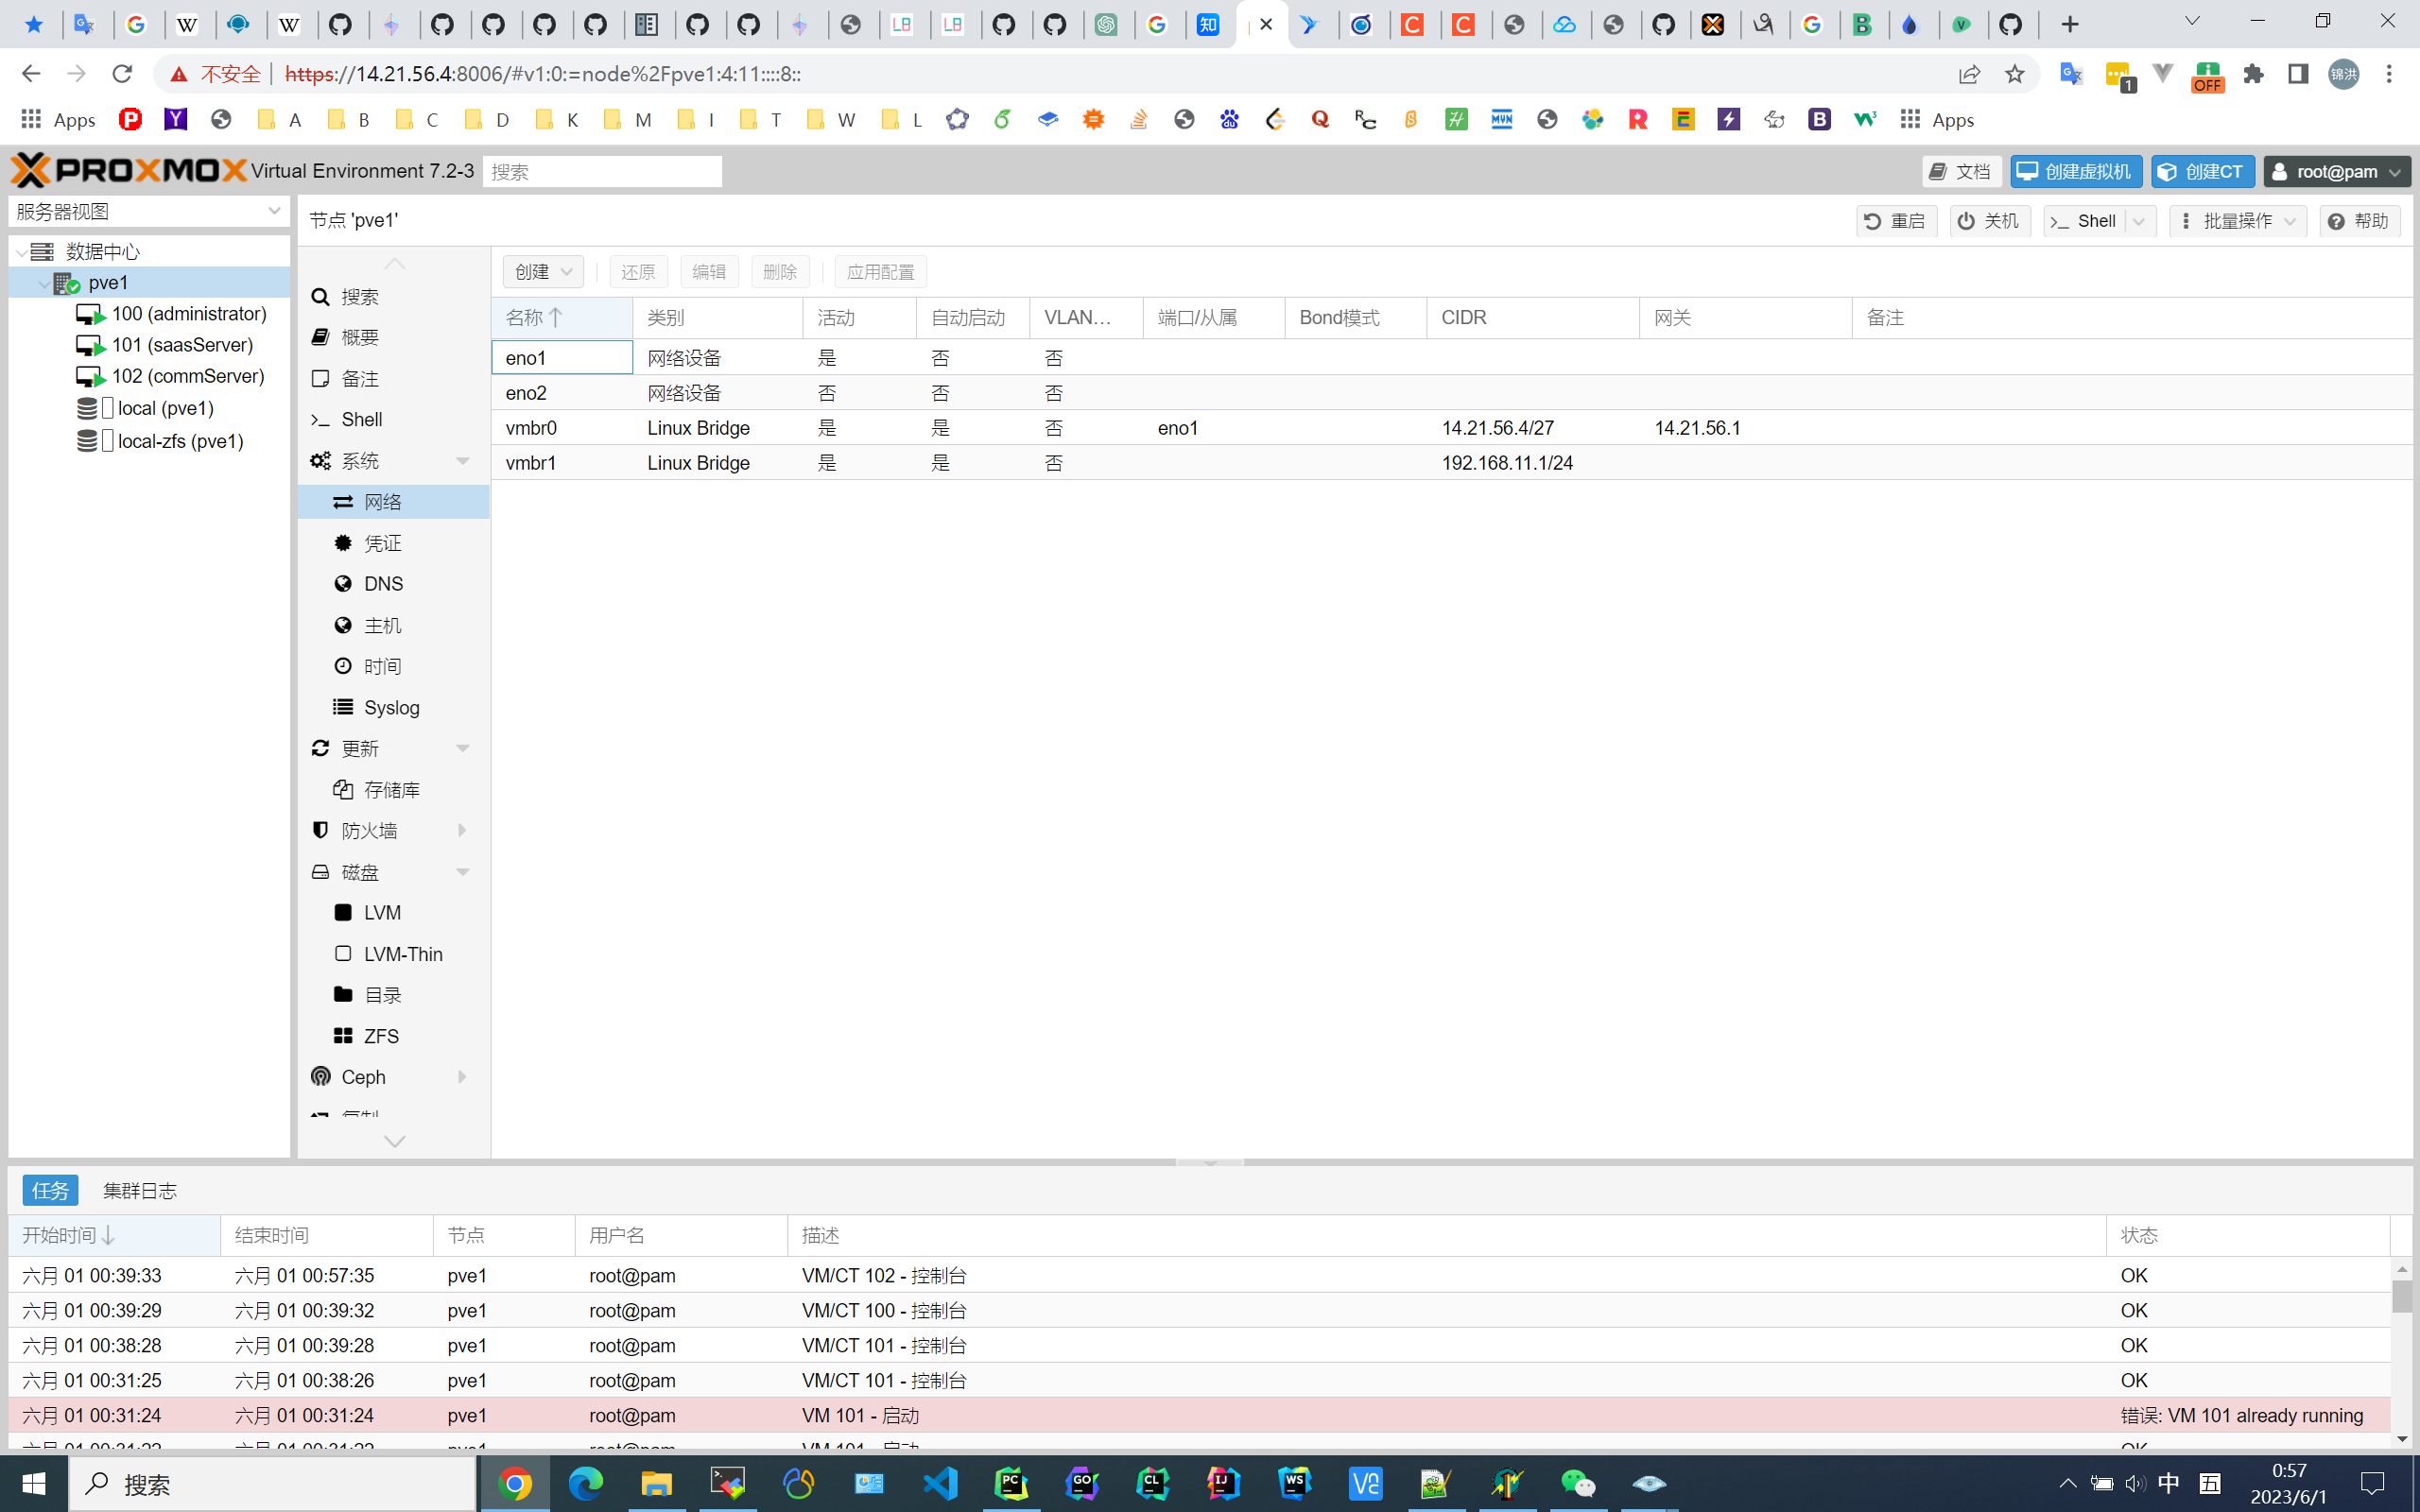 不安全 https://14.21.56.4:8006/#v1:0:=node%2Fpve1:4:11::::8::
1
OFF
锦洪
Apps
A
B
C
D
K
M
I
T
W
L
Apps
PROXMOX Virtual Environment 7.2-3
搜索
文档
创建虚拟机
创建CT
root@pam
服务器视图
数据中心
pve1
100 (administrator)
101 (saasServer)
102 (commServer)
local (pve1)
local-zfs (pve1)
节点 'pve1'
重启
关机
Shell
批量操作
帮助
搜索
概要
备注
Shell
系统
网络
凭证
DNS
主机
时间
Syslog
更新
存储库
防火墙
磁盘
LVM
LVM-Thin
目录
ZFS
Ceph
复制
创建 还原 编辑 删除 应用配置
名称 类别 活动 自动启动 VLAN... 端口/从属 Bond模式 CIDR 网关 备注
eno1 网络设备 是 否 否
eno2 网络设备 否 否 否
vmbr0 Linux Bridge 是 是 否 eno1 14.21.56.4/27 14.21.56.1
vmbr1 Linux Bridge 是 是 否 192.168.11.1/24
任务 集群日志
开始时间 结束时间 节点 用户名 描述 状态
六月 01 00:39:33 六月 01 00:57:35 pve1 root@pam VM/CT 102 - 控制台 OK
六月 01 00:39:29 六月 01 00:39:32 pve1 root@pam VM/CT 100 - 控制台 OK
六月 01 00:38:28 六月 01 00:39:28 pve1 root@pam VM/CT 101 - 控制台 OK
六月 01 00:31:25 六月 01 00:38:26 pve1 root@pam VM/CT 101 - 控制台 OK
六月 01 00:31:24 六月 01 00:31:24 pve1 root@pam VM 101 - 启动 错误: VM 101 already running
搜索
中
五
0:57
2023/6/1